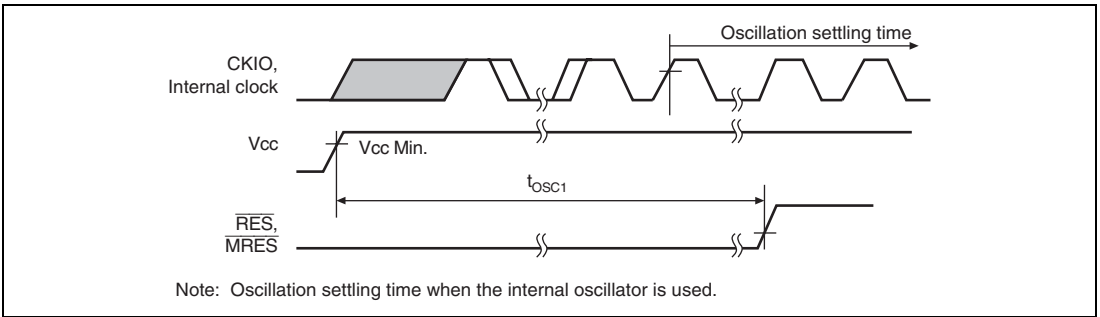 Oscillation settling time
CKIO,
Internal clock
Vcc
Vcc Min.
tOSC1
RES,
MRES
Note: Oscillation settling time when the internal oscillator is used.